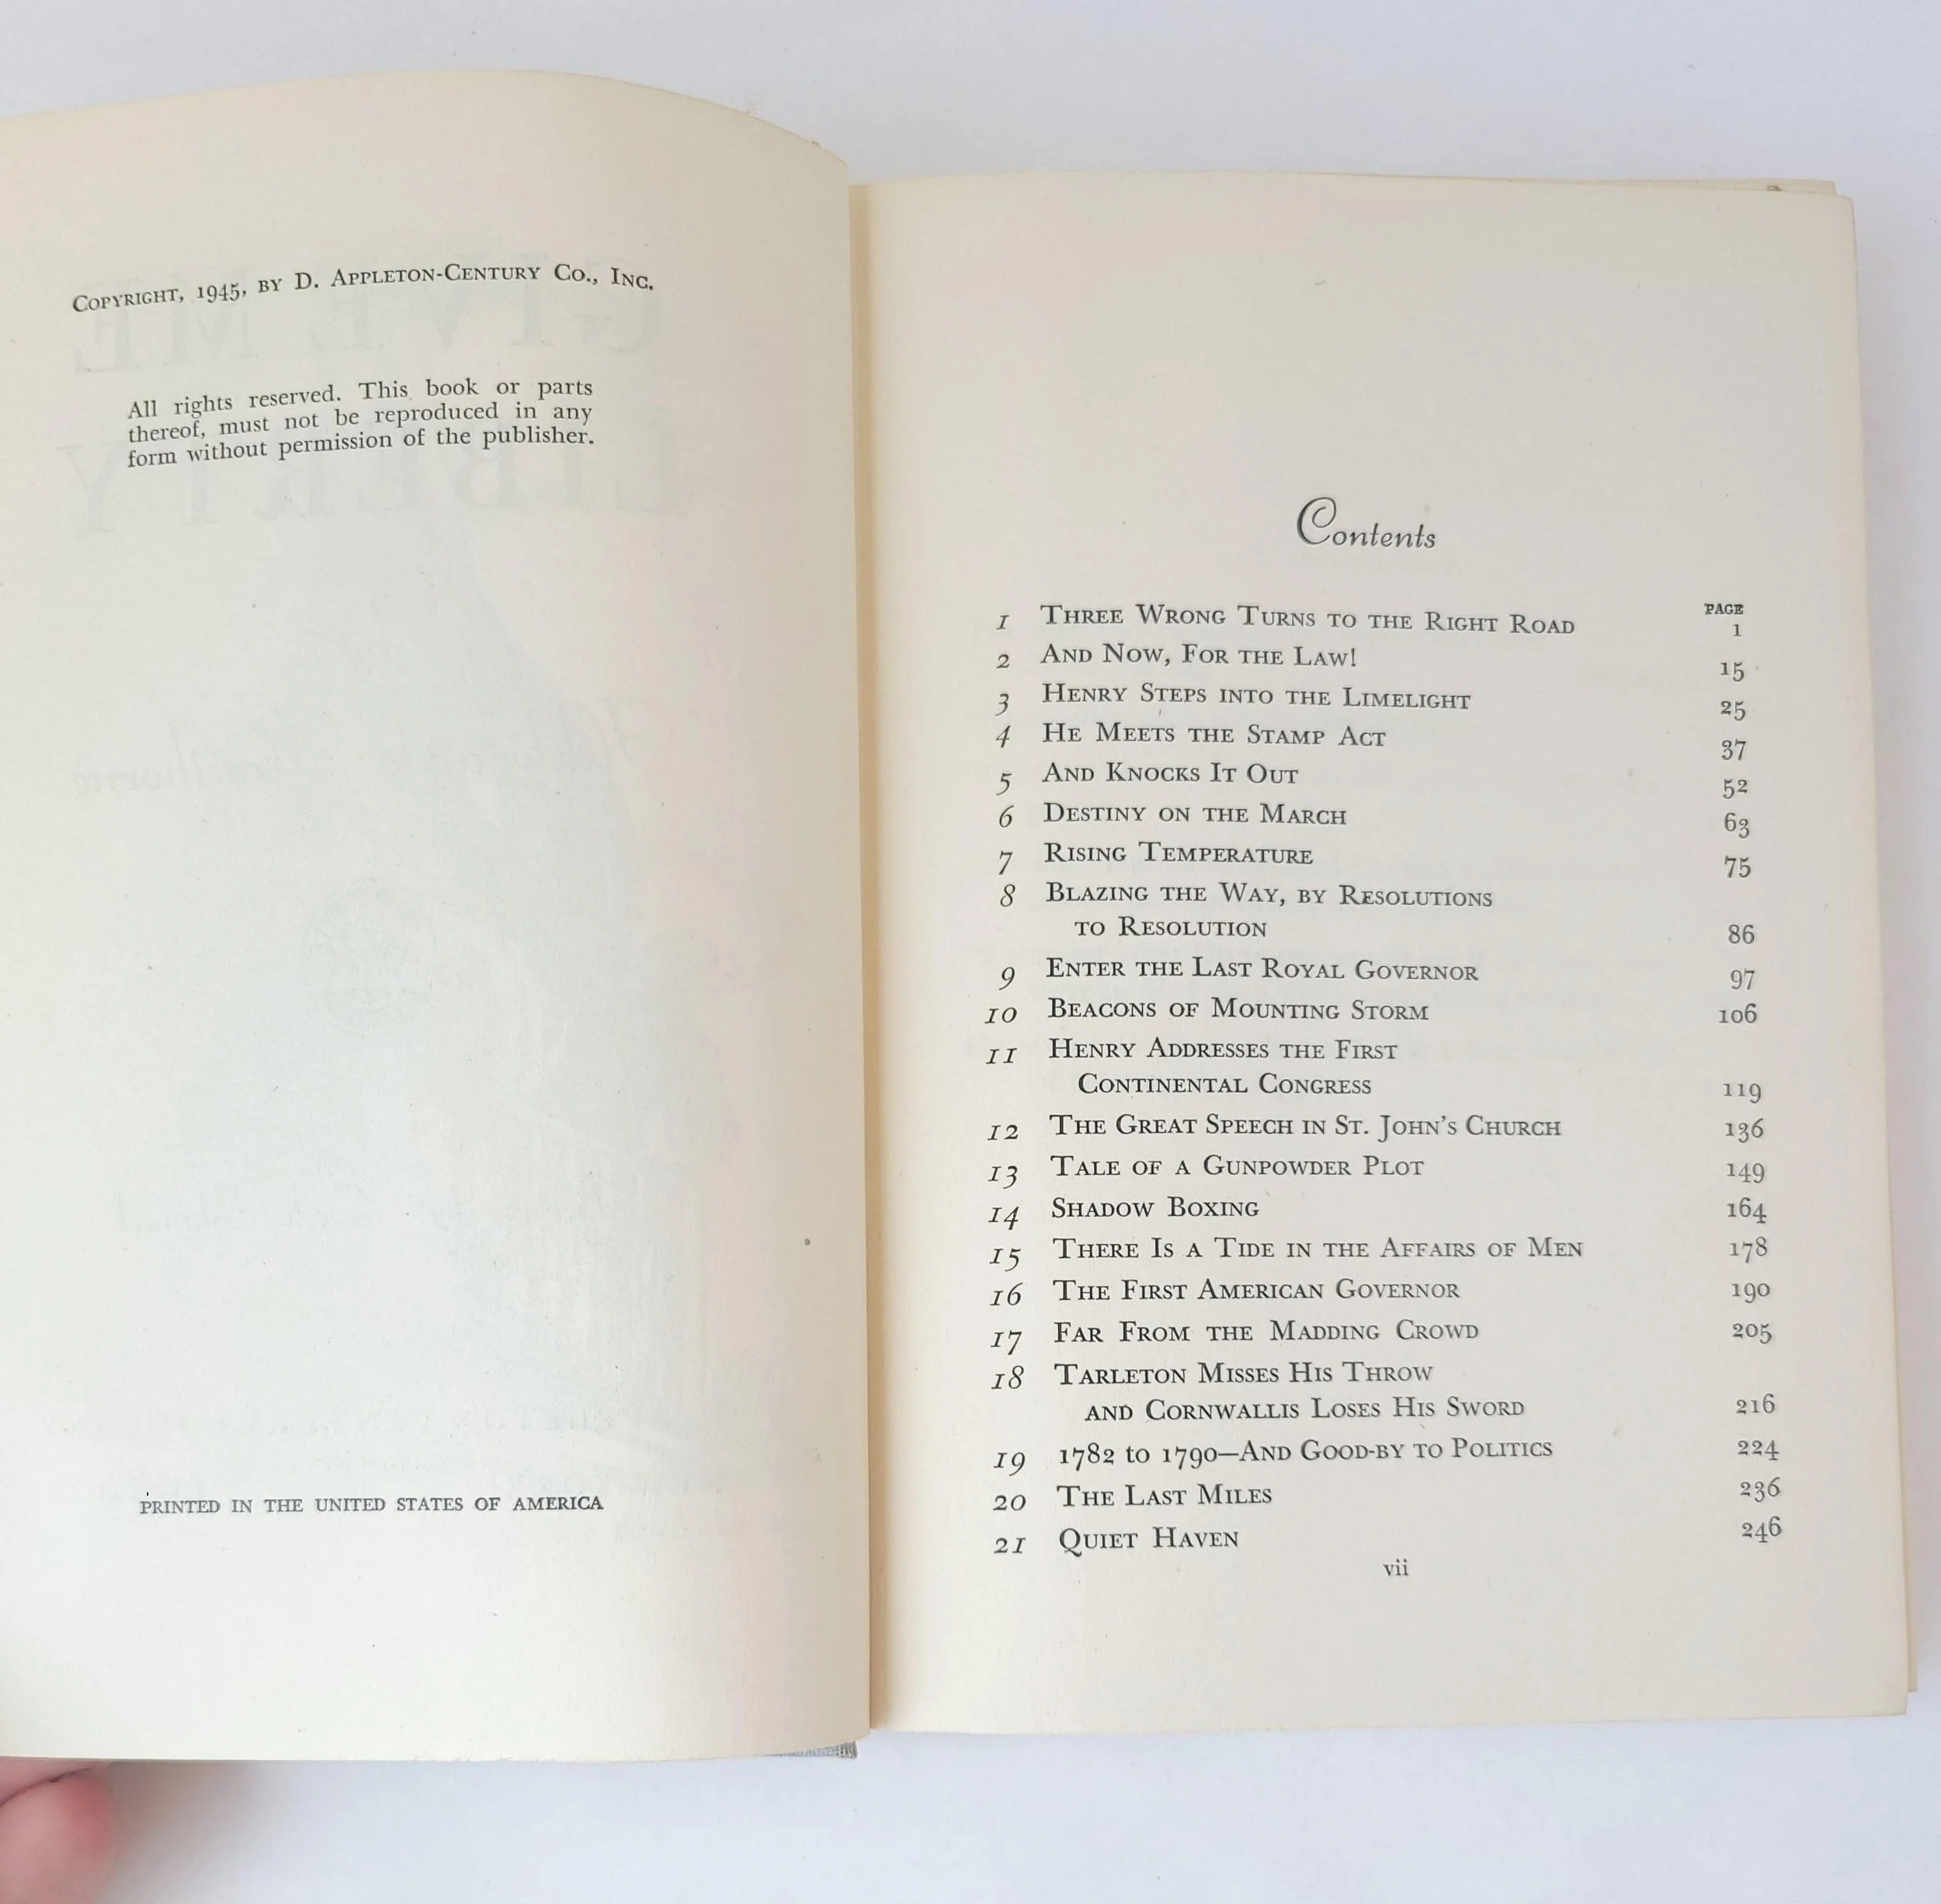 Copyright, 1945, by D. Appleton-Century Co., Inc.
All rights reserved. This book or parts
thereof, must not be reproduced in any
form without permission of the publisher.
PRINTED IN THE UNITED STATES OF AMERICA
Contents
PAGE
1 Three Wrong Turns to the Right Road 1
2 And Now, For the Law! 15
3 Henry Steps into the Limelight 25
4 He Meets the Stamp Act 37
5 And Knocks It Out 52
6 Destiny on the March 63
7 Rising Temperature 75
8 Blazing the Way, by Resolutions
to Resolution 86
9 Enter the Last Royal Governor 97
10 Beacons of Mounting Storm 106
11 Henry Addresses the First
Continental Congress 119
12 The Great Speech in St. John's Church 136
13 Tale of a Gunpowder Plot 149
14 Shadow Boxing 164
15 There Is a Tide in the Affairs of Men 178
16 The First American Governor 190
17 Far From the Madding Crowd 205
18 Tarleton Misses His Throw
and Cornwallis Loses His Sword 216
19 1782 to 1790—And Good-by to Politics 224
20 The Last Miles 236
21 Quiet Haven 246
vii